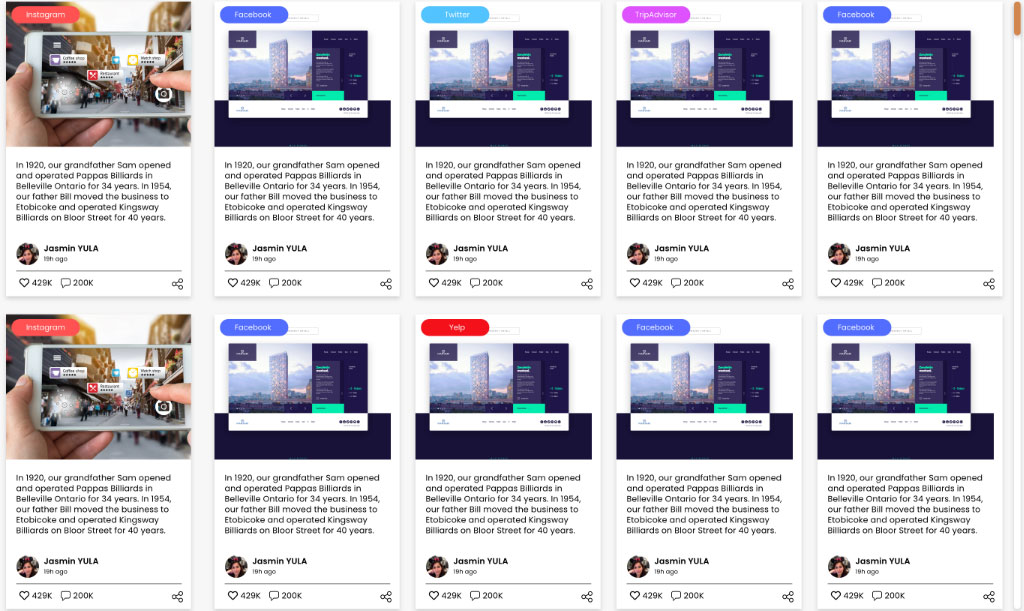 Instagram
Facebook
Twitter
TripAdvisor
Facebook
Coffee shop
Watch shop
Restaurant
In 1920, our grandfather Sam opened
and operated Pappas Billiards in
Belleville Ontario for 34 years. In 1954,
our father Bill moved the business to
Etobicoke and operated Kingsway
Billiards on Bloor Street for 40 years.
Jasmin YULA
19h ago
429K
200K
In 1920, our grandfather Sam opened
and operated Pappas Billiards in
Belleville Ontario for 34 years. In 1954,
our father Bill moved the business to
Etobicoke and operated Kingsway
Billiards on Bloor Street for 40 years.
Jasmin YULA
19h ago
429K
200K
In 1920, our grandfather Sam opened
and operated Pappas Billiards in
Belleville Ontario for 34 years. In 1954,
our father Bill moved the business to
Etobicoke and operated Kingsway
Billiards on Bloor Street for 40 years.
Jasmin YULA
19h ago
429K
200K
In 1920, our grandfather Sam opened
and operated Pappas Billiards in
Belleville Ontario for 34 years. In 1954,
our father Bill moved the business to
Etobicoke and operated Kingsway
Billiards on Bloor Street for 40 years.
Jasmin YULA
19h ago
429K
200K
In 1920, our grandfather Sam opened
and operated Pappas Billiards in
Belleville Ontario for 34 years. In 1954,
our father Bill moved the business to
Etobicoke and operated Kingsway
Billiards on Bloor Street for 40 years.
Jasmin YULA
19h ago
429K
200K
Instagram
Facebook
Yelp
Facebook
Facebook
Coffee shop
Watch shop
Restaurant
In 1920, our grandfather Sam opened
and operated Pappas Billiards in
Belleville Ontario for 34 years. In 1954,
our father Bill moved the business to
Etobicoke and operated Kingsway
Billiards on Bloor Street for 40 years.
Jasmin YULA
19h ago
429K
200K
In 1920, our grandfather Sam opened
and operated Pappas Billiards in
Belleville Ontario for 34 years. In 1954,
our father Bill moved the business to
Etobicoke and operated Kingsway
Billiards on Bloor Street for 40 years.
Jasmin YULA
19h ago
429K
200K
In 1920, our grandfather Sam opened
and operated Pappas Billiards in
Belleville Ontario for 34 years. In 1954,
our father Bill moved the business to
Etobicoke and operated Kingsway
Billiards on Bloor Street for 40 years.
Jasmin YULA
19h ago
429K
200K
In 1920, our grandfather Sam opened
and operated Pappas Billiards in
Belleville Ontario for 34 years. In 1954,
our father Bill moved the business to
Etobicoke and operated Kingsway
Billiards on Bloor Street for 40 years.
Jasmin YULA
19h ago
429K
200K
In 1920, our grandfather Sam opened
and operated Pappas Billiards in
Belleville Ontario for 34 years. In 1954,
our father Bill moved the business to
Etobicoke and operated Kingsway
Billiards on Bloor Street for 40 years.
Jasmin YULA
19h ago
429K
200K